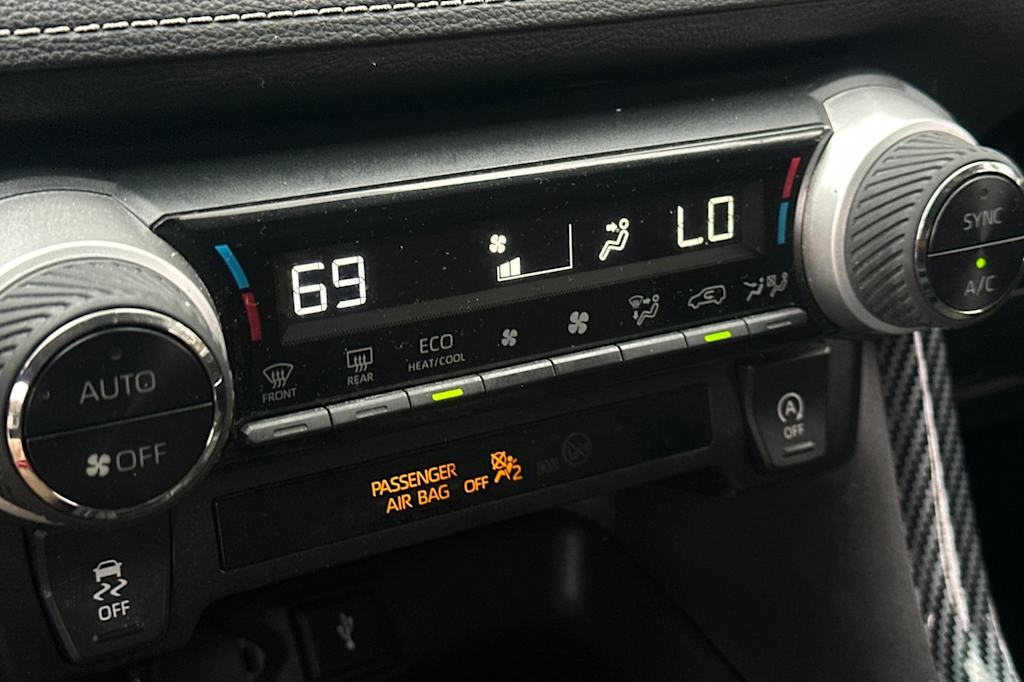 69
LO
SYNC
A/C
FRONT
REAR
ECO
HEAT/COOL
AUTO
OFF
A
OFF
PASSENGER
AIR BAG OFF
2
OFF